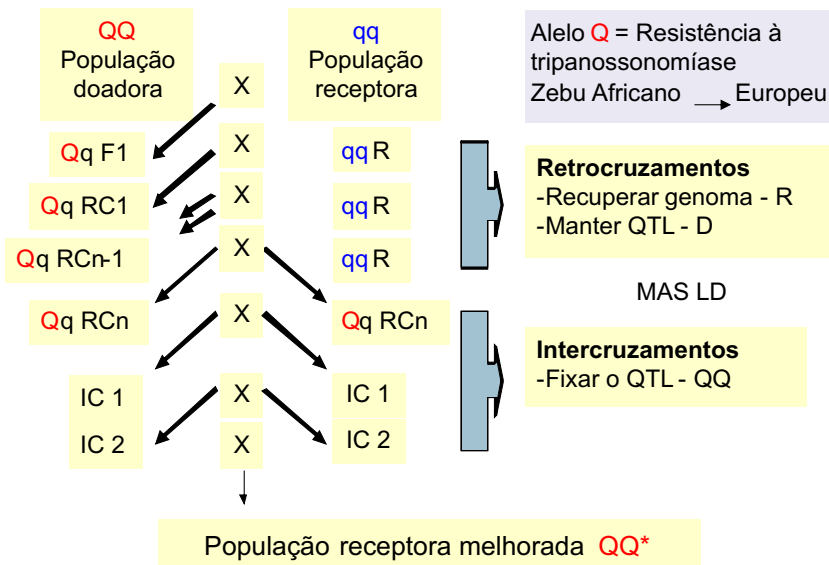 QQ
População
doadora
X
qq
População
receptora
Alelo Q = Resistência à
tripanossonomíase
Zebu Africano → Europeu
Qq F1
X
qq R
Qq RC1
X
qq R
Qq RCn-1
X
qq R
Retrocruzamentos
-Recuperar genoma - R
-Manter QTL - D
MAS LD
Qq RCn
X
Qq RCn
IC 1
X
IC 1
IC 2
X
IC 2
Intercruzamentos
-Fixar o QTL - QQ
População receptora melhorada QQ*